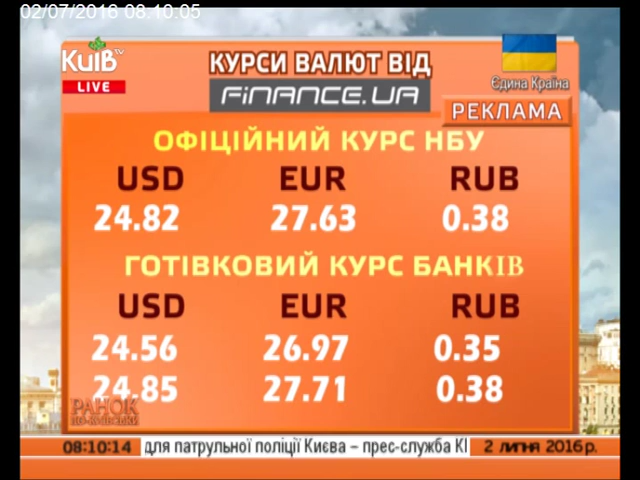 02/07/2016 08.10.05
КиїВ TV
LIVE
КУРСИ ВАЛЮТ ВІД
FINANCE.UA
Єдина Країна
РЕКЛАМА
ОФІЦІЙНИЙ КУРС НБУ
USD EUR RUB
24.82 27.63 0.38
ГОТІВКОВИЙ КУРС БАНКІВ
USD EUR RUB
24.56 26.97 0.35
24.85 27.71 0.38
РАНОК
ПО-КИЇВСЬКИ
08:10:14 для патрульної поліції Києва – прес-служба КІ 2 липня 2016 р.